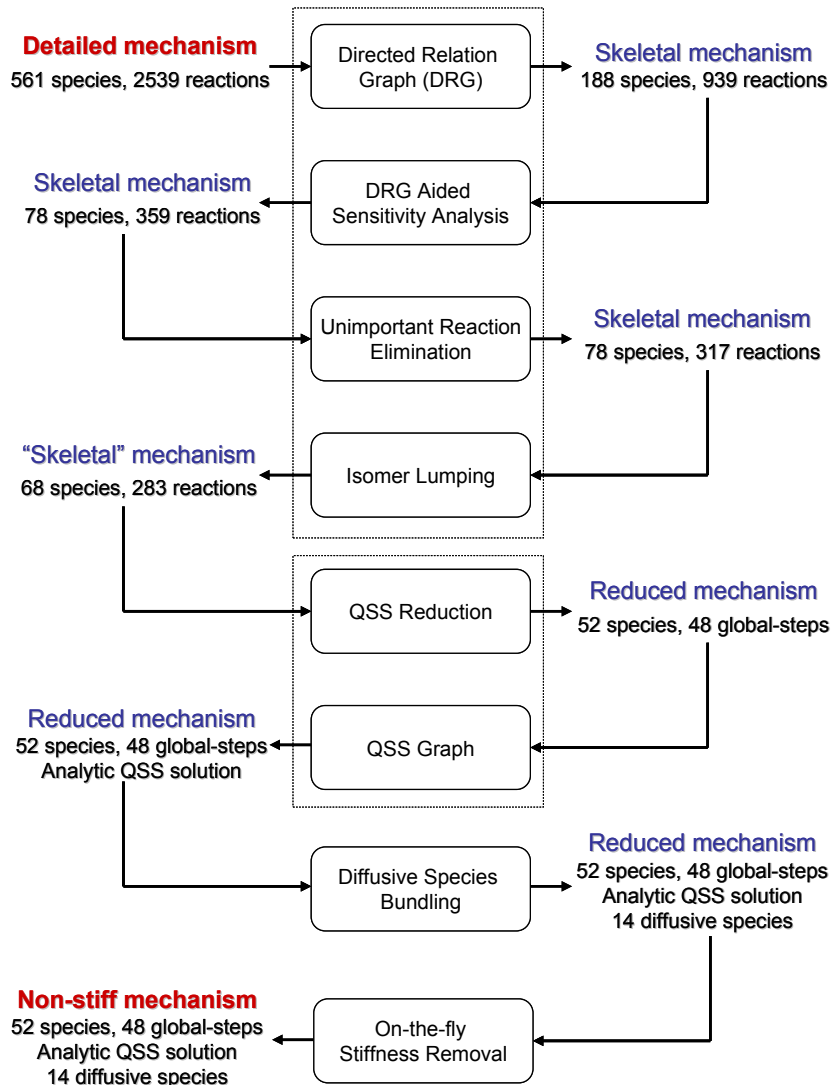 Detailed mechanism
561 species, 2539 reactions
Directed Relation
Graph (DRG)
Skeletal mechanism
188 species, 939 reactions
Skeletal mechanism
78 species, 359 reactions
DRG Aided
Sensitivity Analysis
Unimportant Reaction
Elimination
Skeletal mechanism
78 species, 317 reactions
“Skeletal” mechanism
68 species, 283 reactions
Isomer Lumping
QSS Reduction
Reduced mechanism
52 species, 48 global-steps
Reduced mechanism
52 species, 48 global-steps
Analytic QSS solution
QSS Graph
Diffusive Species
Bundling
Reduced mechanism
52 species, 48 global-steps
Analytic QSS solution
14 diffusive species
Non-stiff mechanism
52 species, 48 global-steps
Analytic QSS solution
14 diffusive species
On-the-fly
Stiffness Removal